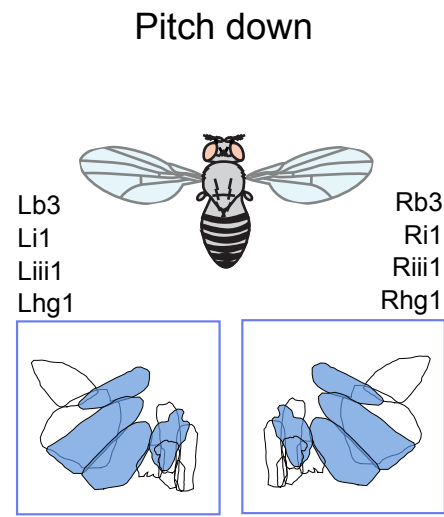 Pitch down
Lb3
Li1
Liii1
Lhg1
Rb3
Ri1
Riii1
Rhg1